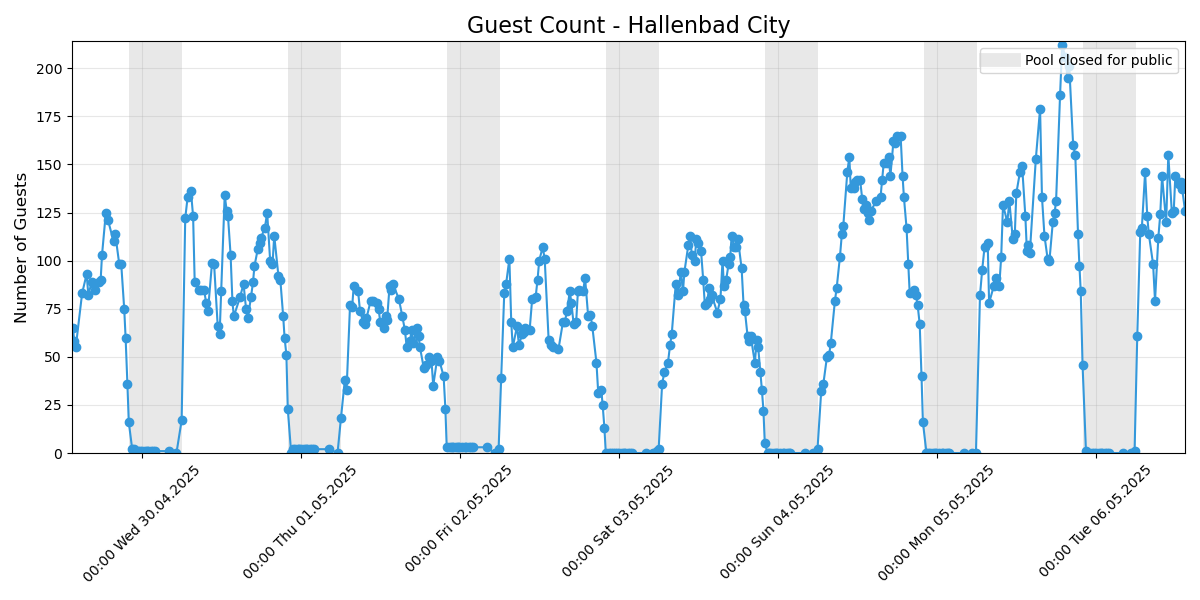 Guest Count - Hallenbad City
Pool closed for public
Number of Guests
200
175
150
125
100
75
50
25
0
00:00 Wed 30.04.2025
00:00 Thu 01.05.2025
00:00 Fri 02.05.2025
00:00 Sat 03.05.2025
00:00 Sun 04.05.2025
00:00 Mon 05.05.2025
00:00 Tue 06.05.2025